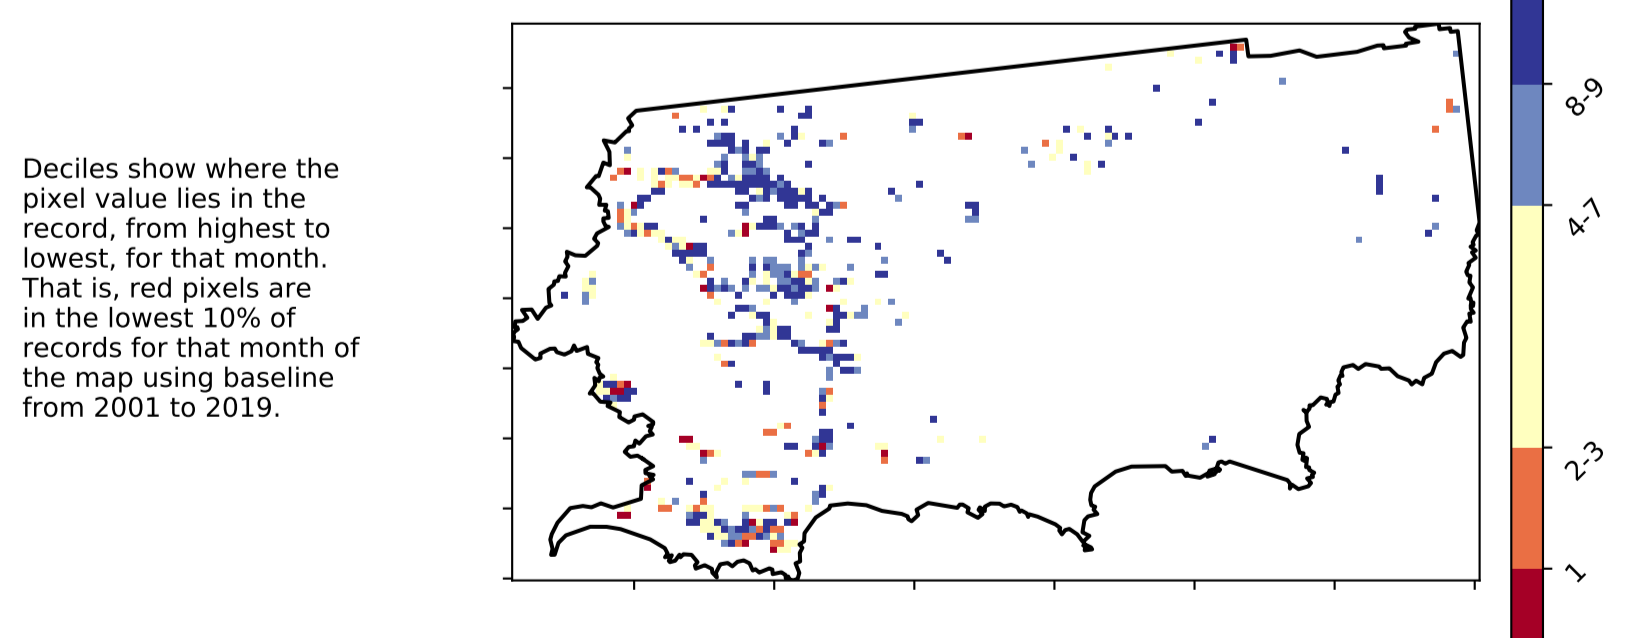 Deciles show where the
pixel value lies in the
record, from highest to
lowest, for that month.
That is, red pixels are
in the lowest 10% of
records for that month of
the map using baseline
from 2001 to 2019.
8-9
4-7
2-3
1